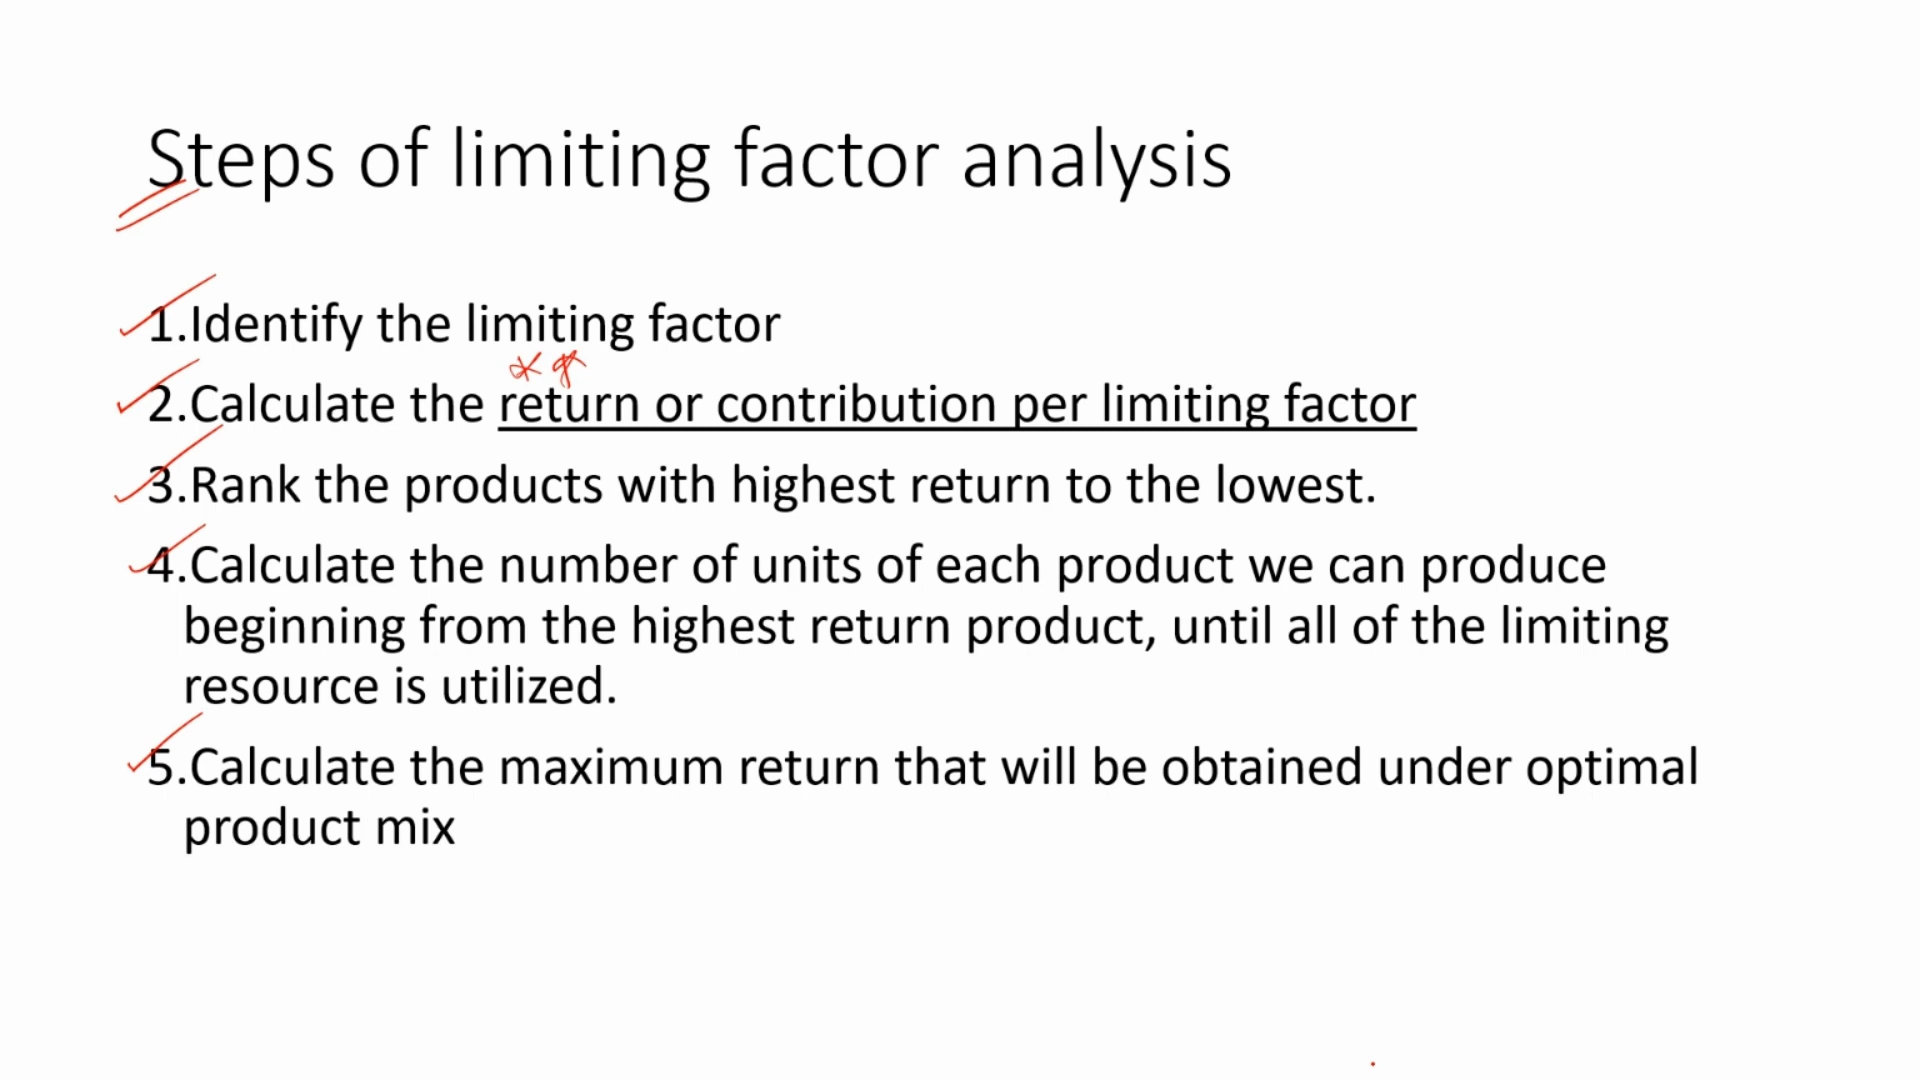 Steps of limiting factor analysis
1.Identify the limiting factor
2.Calculate the return or contribution per limiting factor
3.Rank the products with highest return to the lowest.
4.Calculate the number of units of each product we can produce
beginning from the highest return product, until all of the limiting
resource is utilized.
5.Calculate the maximum return that will be obtained under optimal
product mix